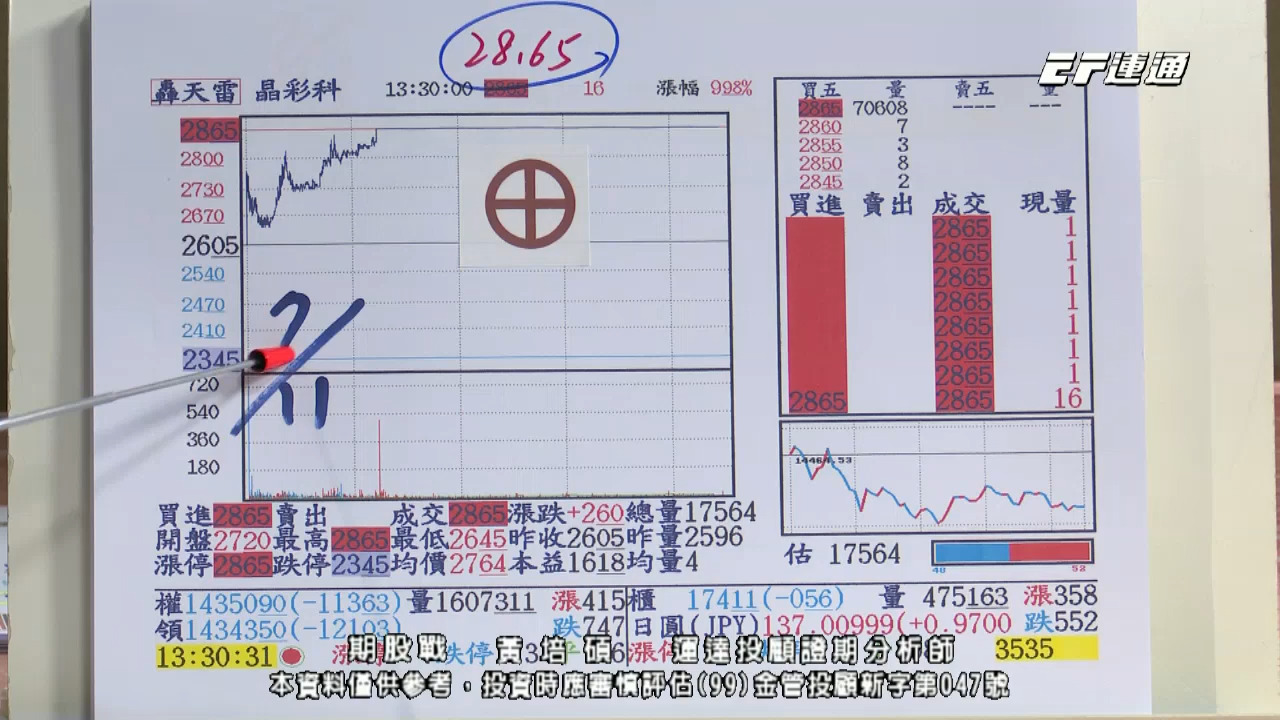 28.65
EFT運通
轟天雷 晶彩科 13:30:00 2865 16 漲幅 998%
買五 量 賣五 量
2865 70608 ---- ---
2860 7
2855 3
2850 8
2845 2
買進 賣出 成交 現量
2865 1
2865 1
2865 1
2865 1
2865 1
2865 1
2865 1
2865 2865 16
2865
2800
2730
2670
2605
2540
2470
2410
2345
720
540
360
180
7/11
14464.53
買進2865賣出 成交2865漲跌+260總量17564
開盤2720最高2865最低2645昨收2605昨量2596
漲停2865跌停2345均價2764本益1618均量4
估 17564
48 52
權1435090(-11363)量1607311 漲415 櫃 17411(-056) 量 475163 漲358
領1434350(-12103) 跌747 日圓(JPY)137.00999(+0.9700 跌552
13:30:31 3535
期股戰 黃培碩 運達投顧證期分析師
本資料僅供參考，投資時應審慎評估(99)金管投顧新字第047號